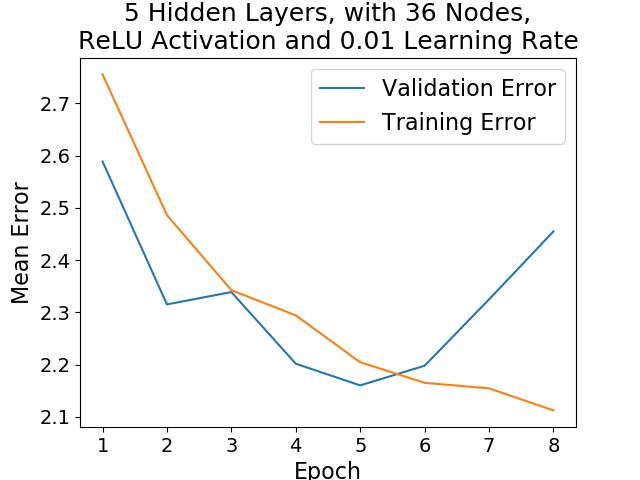 5 Hidden Layers, with 36 Nodes,
ReLU Activation and 0.01 Learning Rate
Validation Error
Training Error
Mean Error
2.7
2.6
2.5
2.4
2.3
2.2
2.1
1 2 3 4 5 6 7 8
Epoch